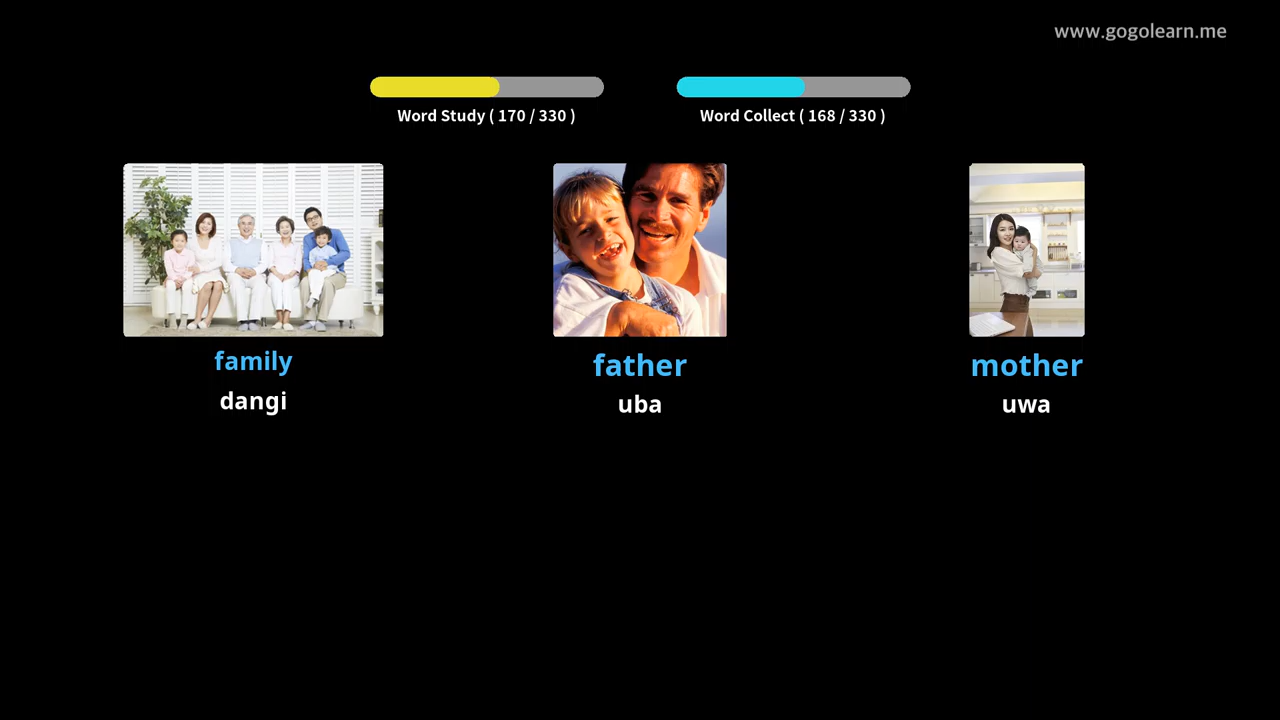 www.gogolearn.me
Word Study ( 170 / 330 )
Word Collect ( 168 / 330 )
family
dangi
father
uba
mother
uwa